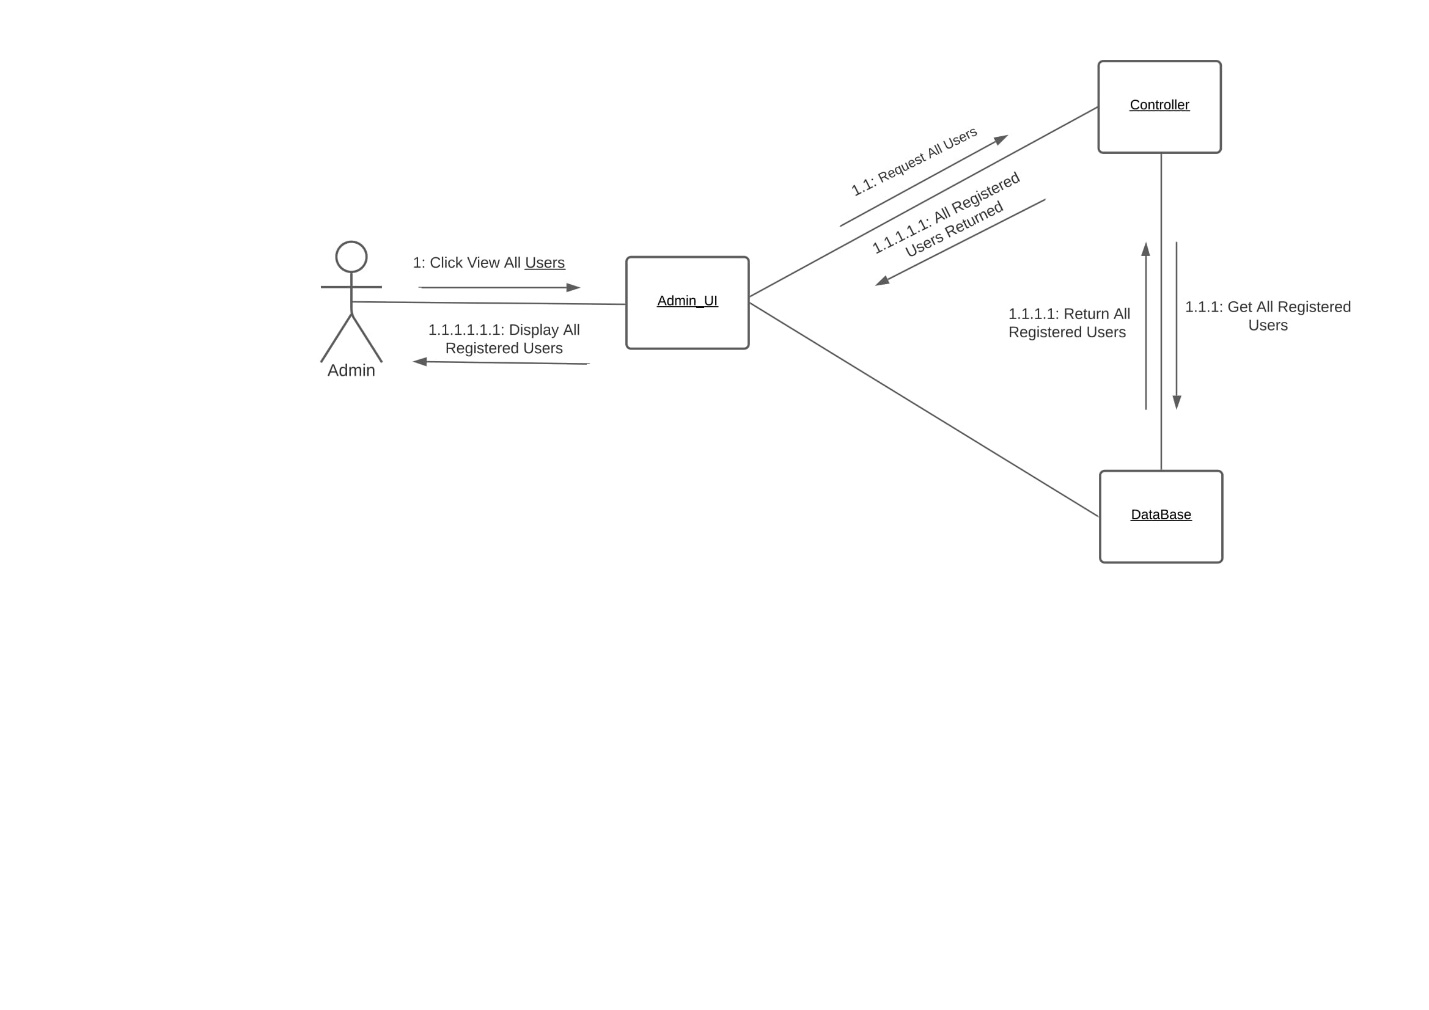 Controller
1.1: Request All Users
1.1.1.1.1: All Registered
Users Returned
1: Click View All Users
Admin_UI
1.1.1.1.1.1: Display All
Registered Users
Admin
1.1.1.1: Return All
Registered Users
1.1.1: Get All Registered
Users
DataBase